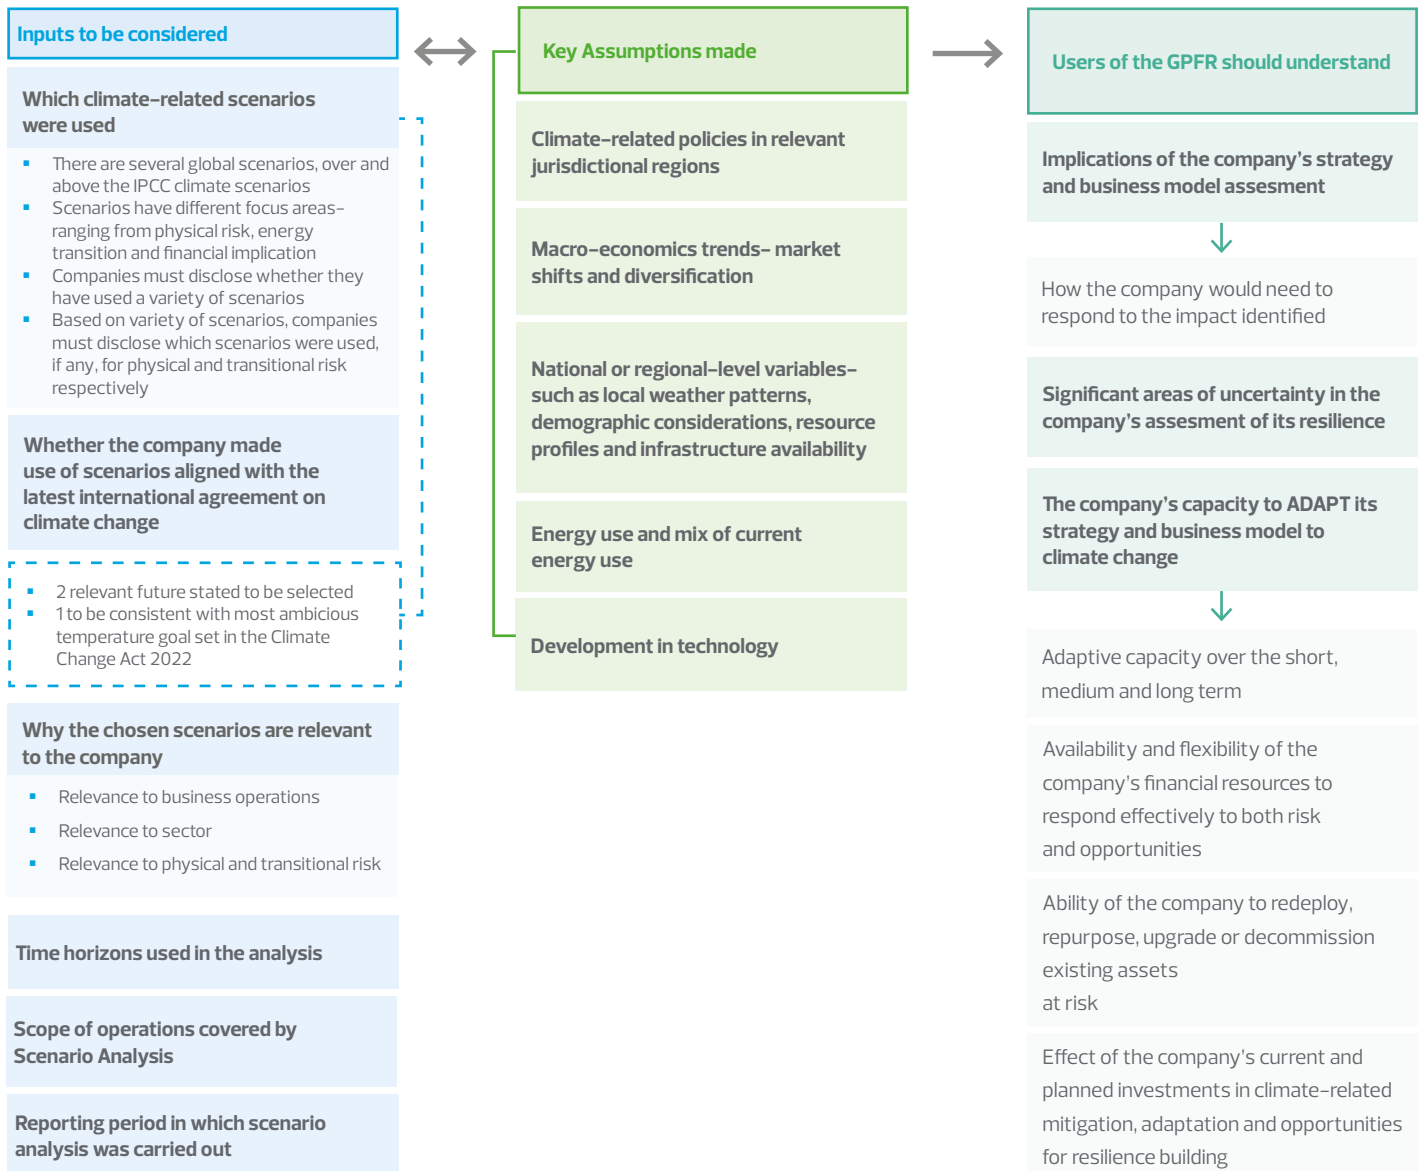 Inputs to be considered
Which climate-related scenarios
were used
▪ There are several global scenarios, over and
above the IPCC climate scenarios
▪ Scenarios have different focus areas–
ranging from physical risk, energy
transition and financial implication
▪ Companies must disclose whether they
have used a variety of scenarios
▪ Based on variety of scenarios, companies
must disclose which scenarios were used,
if any, for physical and transitional risk
respectively
Whether the company made
use of scenarios aligned with the
latest international agreement on
climate change
▪ 2 relevant future stated to be selected
▪ 1 to be consistent with most ambicious
temperature goal set in the Climate
Change Act 2022
Why the chosen scenarios are relevant
to the company
▪ Relevance to business operations
▪ Relevance to sector
▪ Relevance to physical and transitional risk
Time horizons used in the analysis
Scope of operations covered by
Scenario Analysis
Reporting period in which scenario
analysis was carried out
Key Assumptions made
Climate-related policies in relevant
jurisdictional regions
Macro-economics trends– market
shifts and diversification
National or regional-level variables–
such as local weather patterns,
demographic considerations, resource
profiles and infrastructure availability
Energy use and mix of current
energy use
Development in technology
Users of the GPFR should understand
Implications of the company's strategy
and business model assesment
How the company would need to
respond to the impact identified
Significant areas of uncertainty in the
company's assesment of its resilience
The company's capacity to ADAPT its
strategy and business model to
climate change
Adaptive capacity over the short,
medium and long term
Availability and flexibility of the
company's financial resources to
respond effectively to both risk
and opportunities
Ability of the company to redeploy,
repurpose, upgrade or decommission
existing assets
at risk
Effect of the company's current and
planned investments in climate-related
mitigation, adaptation and opportunities
for resilience building